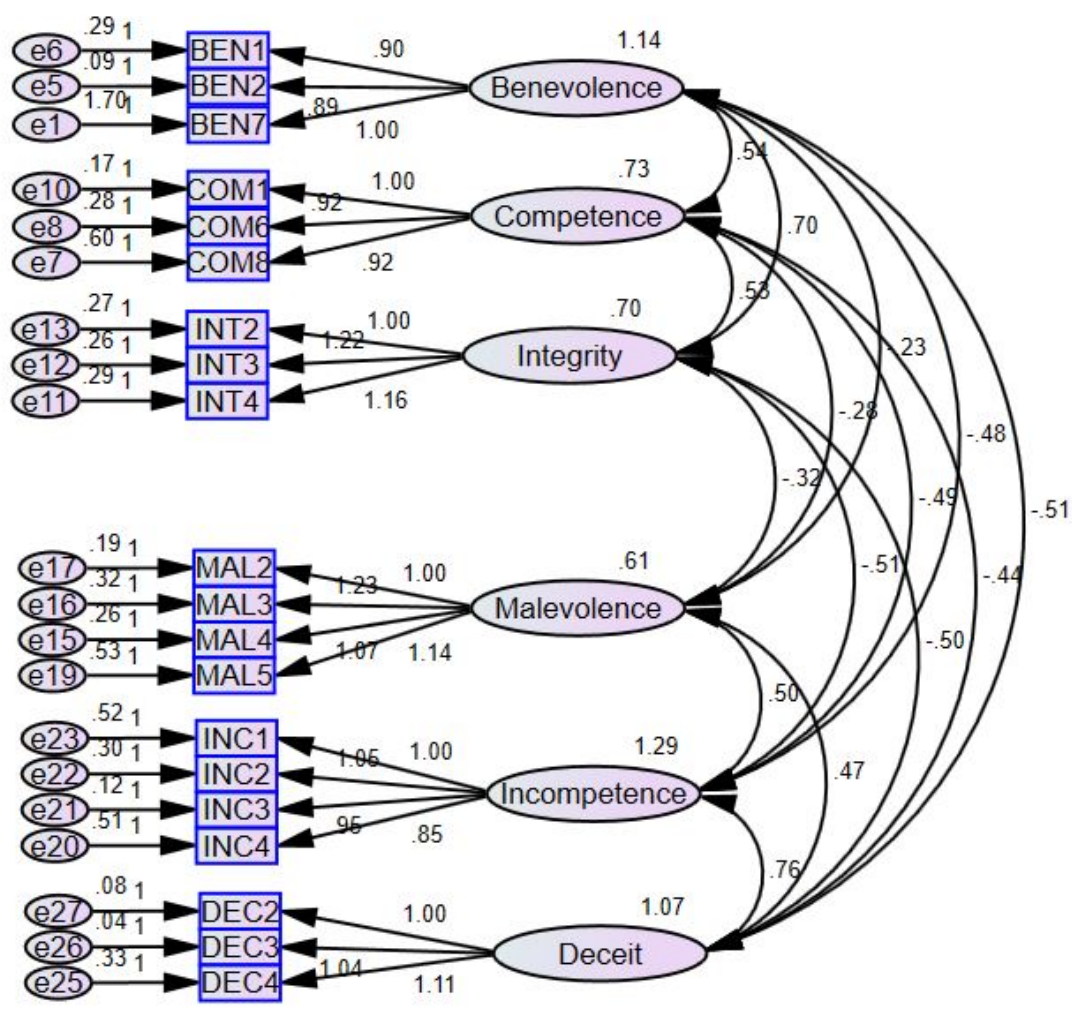 .29 1
e6 BEN1 .90 1.14
.09 1
e5 BEN2 Benevolence
1.70 1
e1 BEN7 .89
1.00
.54
.17 1
e10 COM1 1.00 .73
.28 1
e8 COM6 .92 Competence
.70
.60 1
e7 COM8 .92
.53
.27 1
e13 INT2 1.00 .70
.26 1
e12 INT3 1.22 Integrity
.23
.29 1
e11 INT4 1.16
-.28
-.48
-.32
-.49
-.51
.19 1
e17 MAL2 1.00 .61
-.51
-.44
.32 1
e16 MAL3 1.23 Malevolence
.26 1
e15 MAL4 1.14
-.50
.53 1
e19 MAL5 1.07
.50
.52 1
e23 INC1 1.00 1.29
.30 1
e22 INC2 1.05
.47
.12 1
e21 INC3 .85 Incompetence
.51 1
e20 INC4 .95
.76
.08 1
e27 DEC2 1.00 1.07
.04 1
e26 DEC3 1.04 Deceit
.33 1
e25 DEC4 1.11